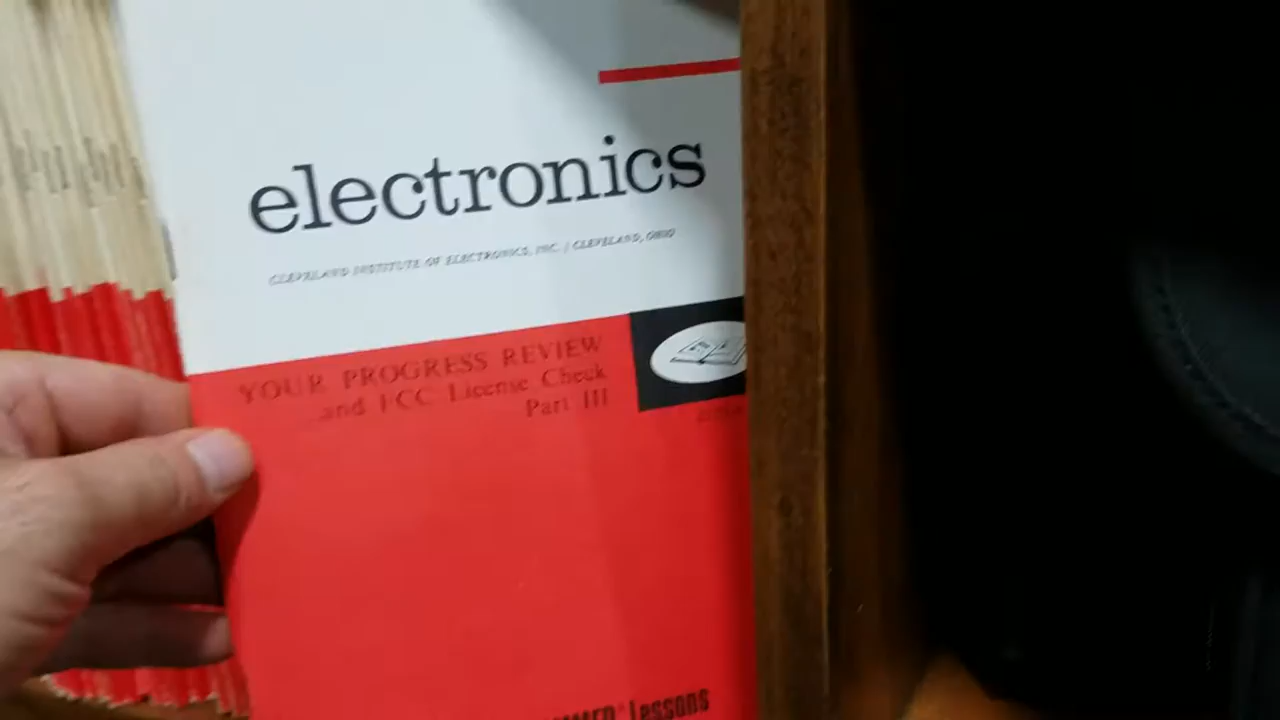 electronics
CLEVELAND INSTITUTE OF ELECTRONICS, INC. / CLEVELAND, OHIO
YOUR PROGRESS REVIEW
...and FCC License Check
Part III
Lessons